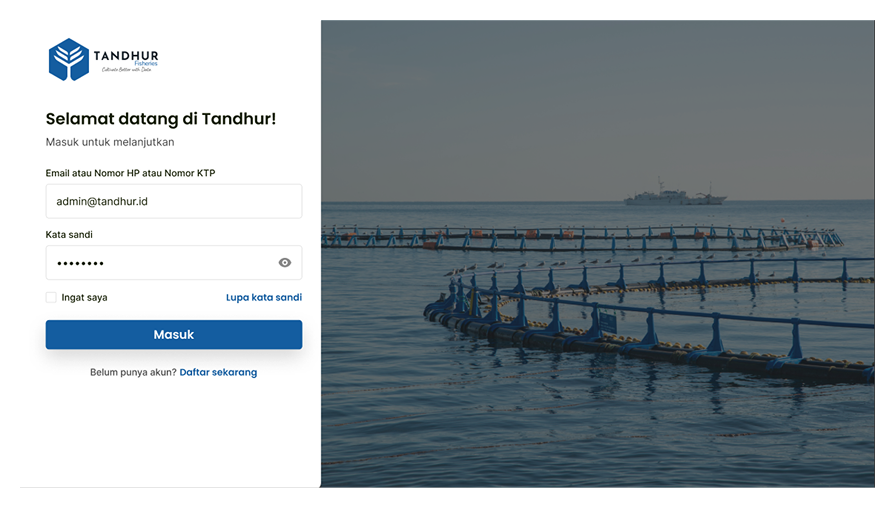 TANDHUR
Fisheries
Cultivate Better with Data
Selamat datang di Tandhur!
Masuk untuk melanjutkan
Email atau Nomor HP atau Nomor KTP
admin@tandhur.id
Kata sandi
••••••••
Ingat saya
Lupa kata sandi
Masuk
Belum punya akun? Daftar sekarang